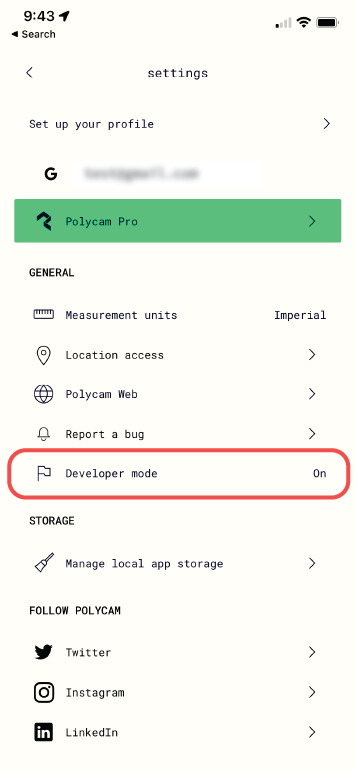 9:43
Search
settings
Set up your profile
Polycam Pro
GENERAL
Measurement units Imperial
Location access
Polycam Web
Report a bug
Developer mode On
STORAGE
Manage local app storage
FOLLOW POLYCAM
Twitter
Instagram
LinkedIn